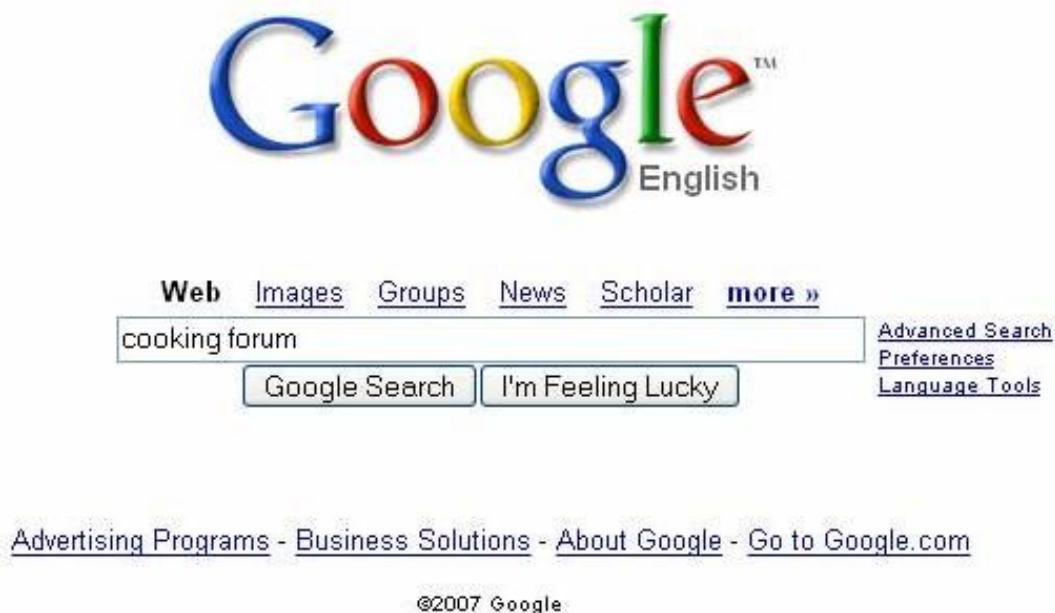 Google™
English
Web Images Groups News Scholar more »
cooking forum
Advanced Search
Preferences
Language Tools
Google Search I'm Feeling Lucky
Advertising Programs - Business Solutions - About Google - Go to Google.com
©2007 Google